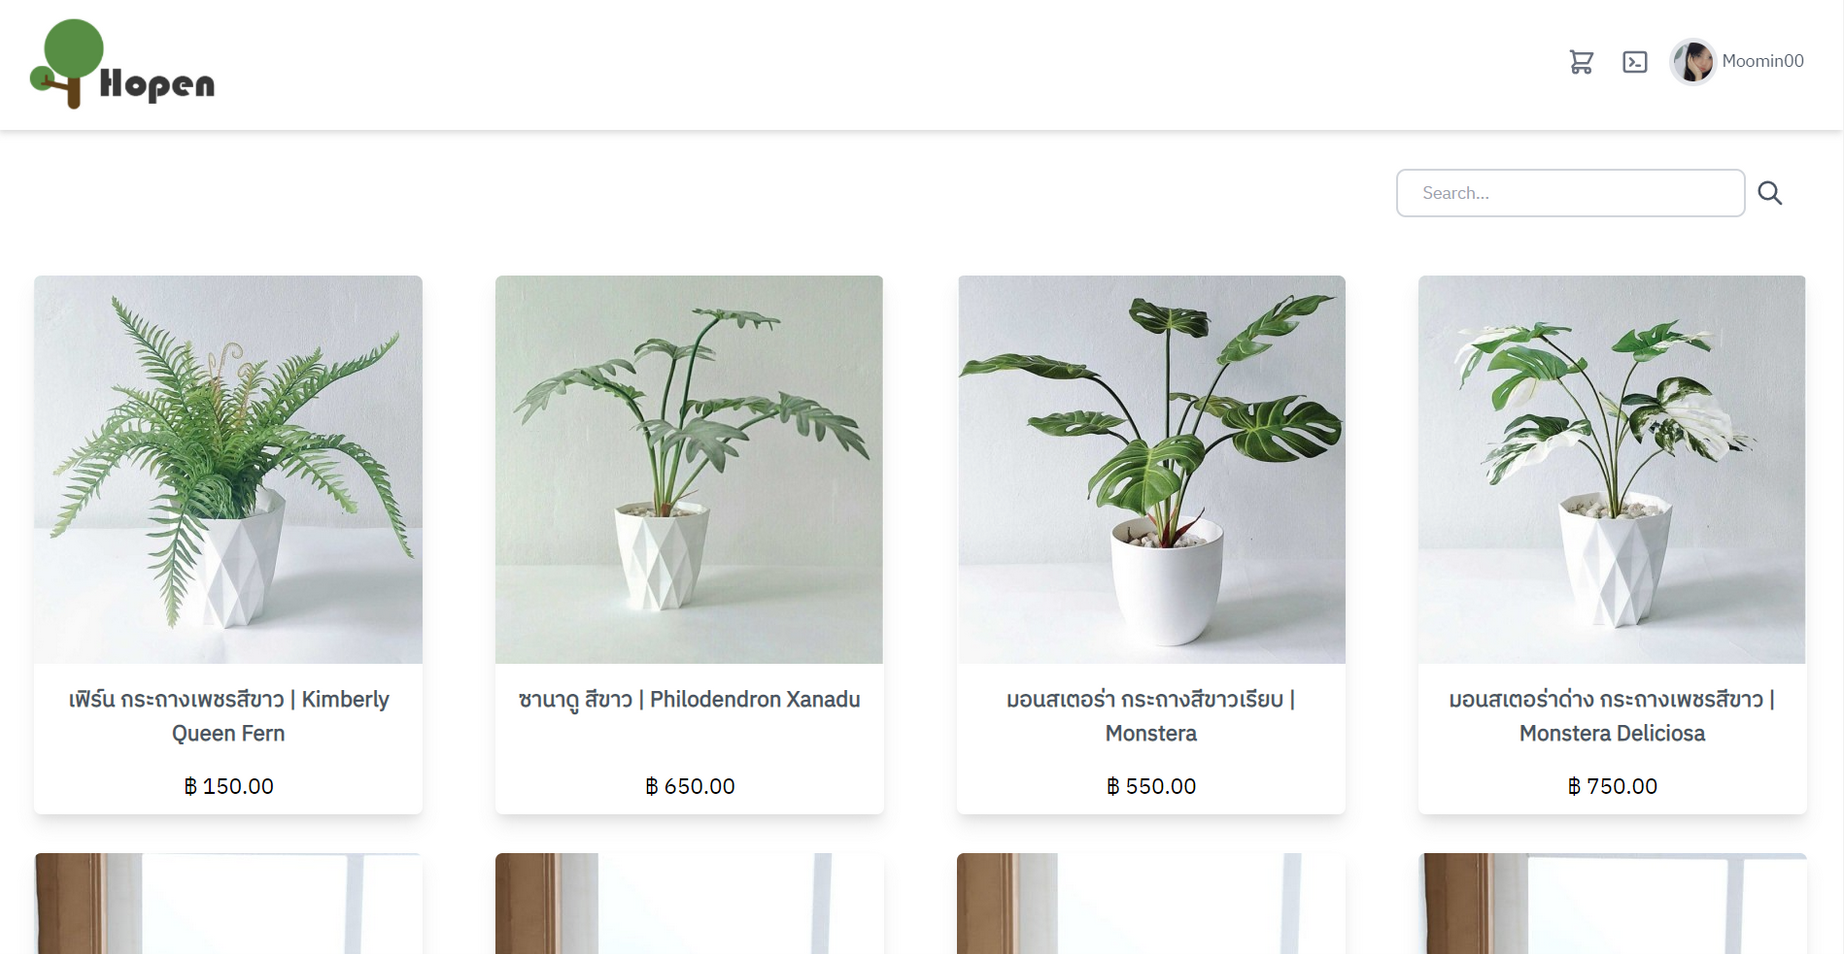 Hopen
Moomin00
Search...
เฟิร์น กระถางเพชรสีขาว | Kimberly
Queen Fern
฿ 150.00
ซานาดู สีขาว | Philodendron Xanadu
฿ 650.00
มอนสเตอร่า กระถางสีขาวเรียบ |
Monstera
฿ 550.00
มอนสเตอร่าด่าง กระถางเพชรสีขาว |
Monstera Deliciosa
฿ 750.00